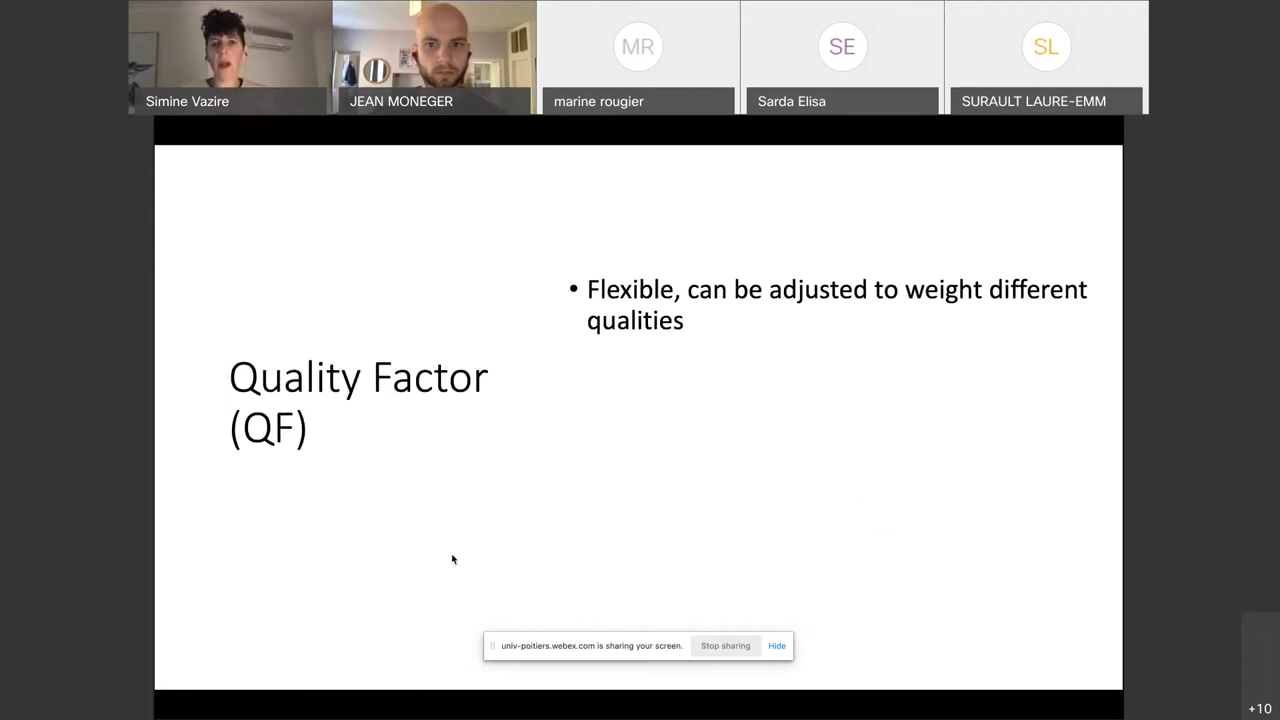 MR
SE
SL
Simine Vazire
JEAN MONEGER
marine rougier
Sarda Elisa
SURAULT LAURE-EMM
• Flexible, can be adjusted to weight different
qualities
Quality Factor
(QF)
univ-poitiers.webex.com is sharing your screen.
Stop sharing
Hide
+10